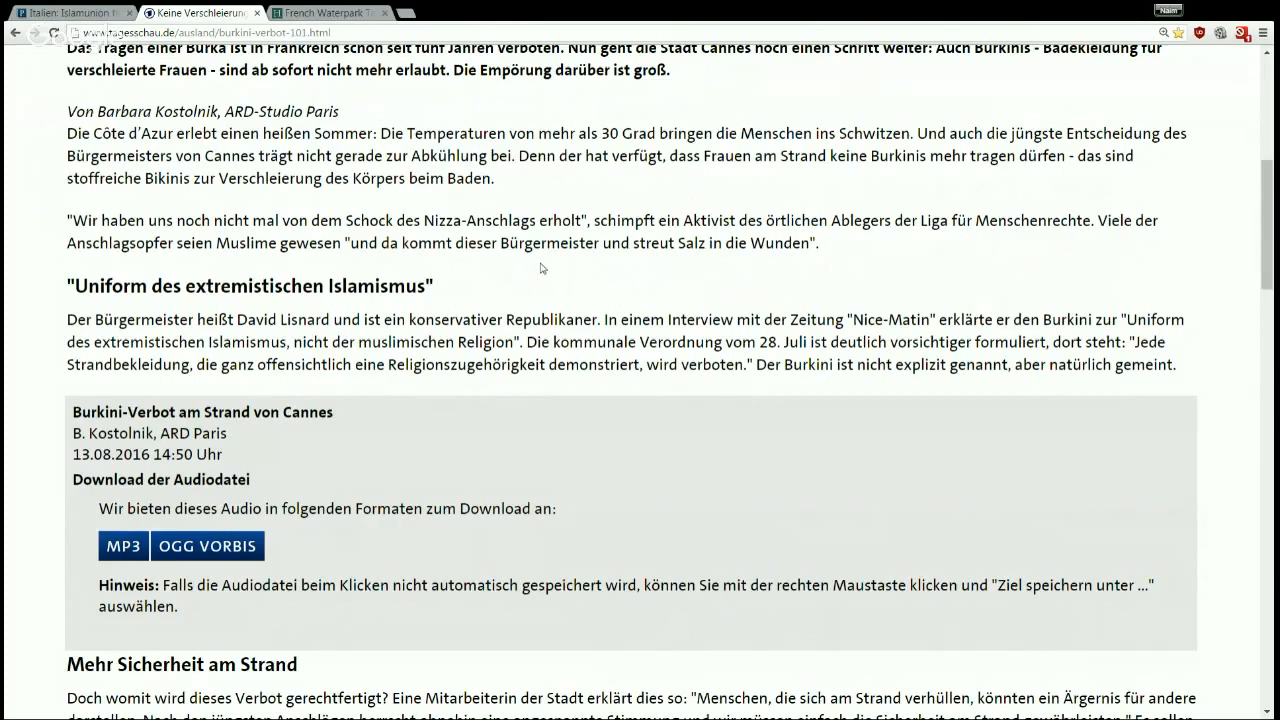 Italien: Islamunion f
Keine Verschleierung
French Waterpark T
Naim
www.tagesschau.de/ausland/burkini-verbot-101.html
Das Tragen einer Burka ist in Frankreich schon seit fünf Jahren verboten. Nun geht die Stadt Cannes noch einen Schritt weiter: Auch Burkinis - Badekleidung für
verschleierte Frauen - sind ab sofort nicht mehr erlaubt. Die Empörung darüber ist groß.
Von Barbara Kostolnik, ARD-Studio Paris
Die Côte d'Azur erlebt einen heißen Sommer: Die Temperaturen von mehr als 30 Grad bringen die Menschen ins Schwitzen. Und auch die jüngste Entscheidung des
Bürgermeisters von Cannes trägt nicht gerade zur Abkühlung bei. Denn der hat verfügt, dass Frauen am Strand keine Burkinis mehr tragen dürfen - das sind
stoffreiche Bikinis zur Verschleierung des Körpers beim Baden.
"Wir haben uns noch nicht mal von dem Schock des Nizza-Anschlags erholt", schimpft ein Aktivist des örtlichen Ablegers der Liga für Menschenrechte. Viele der
Anschlagsopfer seien Muslime gewesen "und da kommt dieser Bürgermeister und streut Salz in die Wunden".
"Uniform des extremistischen Islamismus"
Der Bürgermeister heißt David Lisnard und ist ein konservativer Republikaner. In einem Interview mit der Zeitung "Nice-Matin" erklärte er den Burkini zur "Uniform
des extremistischen Islamismus, nicht der muslimischen Religion". Die kommunale Verordnung vom 28. Juli ist deutlich vorsichtiger formuliert, dort steht: "Jede
Strandbekleidung, die ganz offensichtlich eine Religionszugehörigkeit demonstriert, wird verboten." Der Burkini ist nicht explizit genannt, aber natürlich gemeint.
Burkini-Verbot am Strand von Cannes
B. Kostolnik, ARD Paris
13.08.2016 14:50 Uhr
Download der Audiodatei
Wir bieten dieses Audio in folgenden Formaten zum Download an:
MP3 OGG VORBIS
Hinweis: Falls die Audiodatei beim Klicken nicht automatisch gespeichert wird, können Sie mit der rechten Maustaste klicken und "Ziel speichern unter ..."
auswählen.
Mehr Sicherheit am Strand
Doch womit wird dieses Verbot gerechtfertigt? Eine Mitarbeiterin der Stadt erklärt dies so: "Menschen, die sich am Strand verhüllen, könnten ein Ärgernis für andere